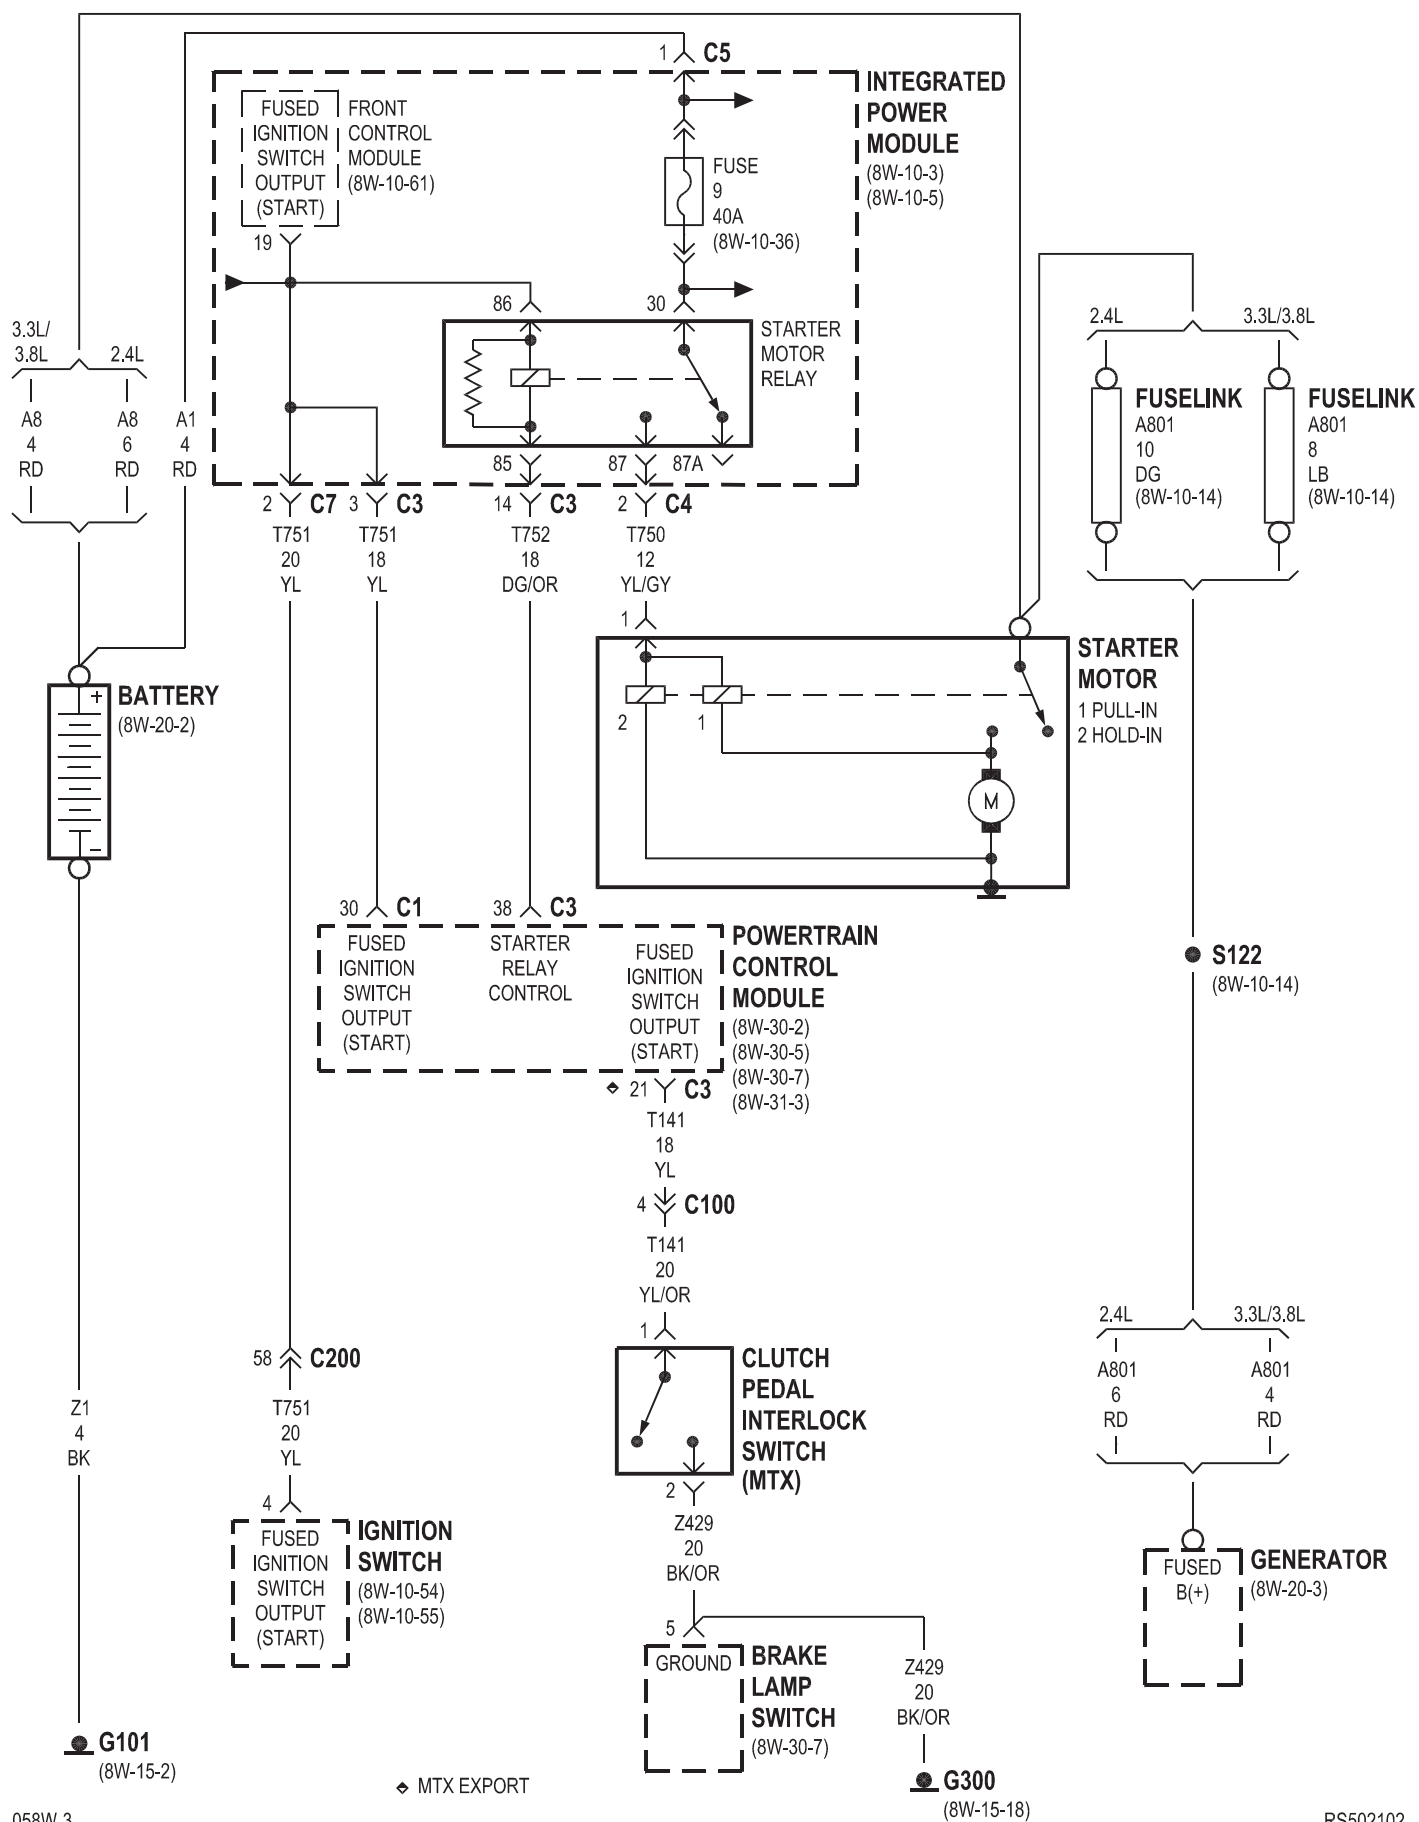 1 C5
INTEGRATED
POWER
MODULE
(8W-10-3)
(8W-10-5)
FUSED
IGNITION
SWITCH
OUTPUT
(START)
FRONT
CONTROL
MODULE
(8W-10-61)
19
FUSE
9
40A
(8W-10-36)
86
30
STARTER
MOTOR
RELAY
85
87
87A
3.3L/
3.8L
2.4L
A8
4
RD
A8
6
RD
A1
4
RD
2 C7
3 C3
14 C3
2 C4
T751
20
YL
T751
18
YL
T752
18
DG/OR
T750
12
YL/GY
2.4L
3.3L/3.8L
FUSELINK
A801
10
DG
(8W-10-14)
FUSELINK
A801
8
LB
(8W-10-14)
1
STARTER
MOTOR
1 PULL-IN
2 HOLD-IN
2
1
M
+
BATTERY
(8W-20-2)
–
30 C1
38 C3
FUSED
IGNITION
SWITCH
OUTPUT
(START)
STARTER
RELAY
CONTROL
FUSED
IGNITION
SWITCH
OUTPUT
(START)
POWERTRAIN
CONTROL
MODULE
(8W-30-2)
(8W-30-5)
(8W-30-7)
(8W-31-3)
S122
(8W-10-14)
21 C3
T141
18
YL
4 C100
T141
20
YL/OR
1
CLUTCH
PEDAL
INTERLOCK
SWITCH
(MTX)
2
Z429
20
BK/OR
58 C200
T751
20
YL
4
FUSED
IGNITION
SWITCH
OUTPUT
(START)
IGNITION
SWITCH
(8W-10-54)
(8W-10-55)
Z1
4
BK
2.4L
3.3L/3.8L
A801
6
RD
A801
4
RD
FUSED
B(+)
GENERATOR
(8W-20-3)
5
GROUND
BRAKE
LAMP
SWITCH
(8W-30-7)
Z429
20
BK/OR
G101
(8W-15-2)
MTX EXPORT
G300
(8W-15-18)
058W-3
RS502102